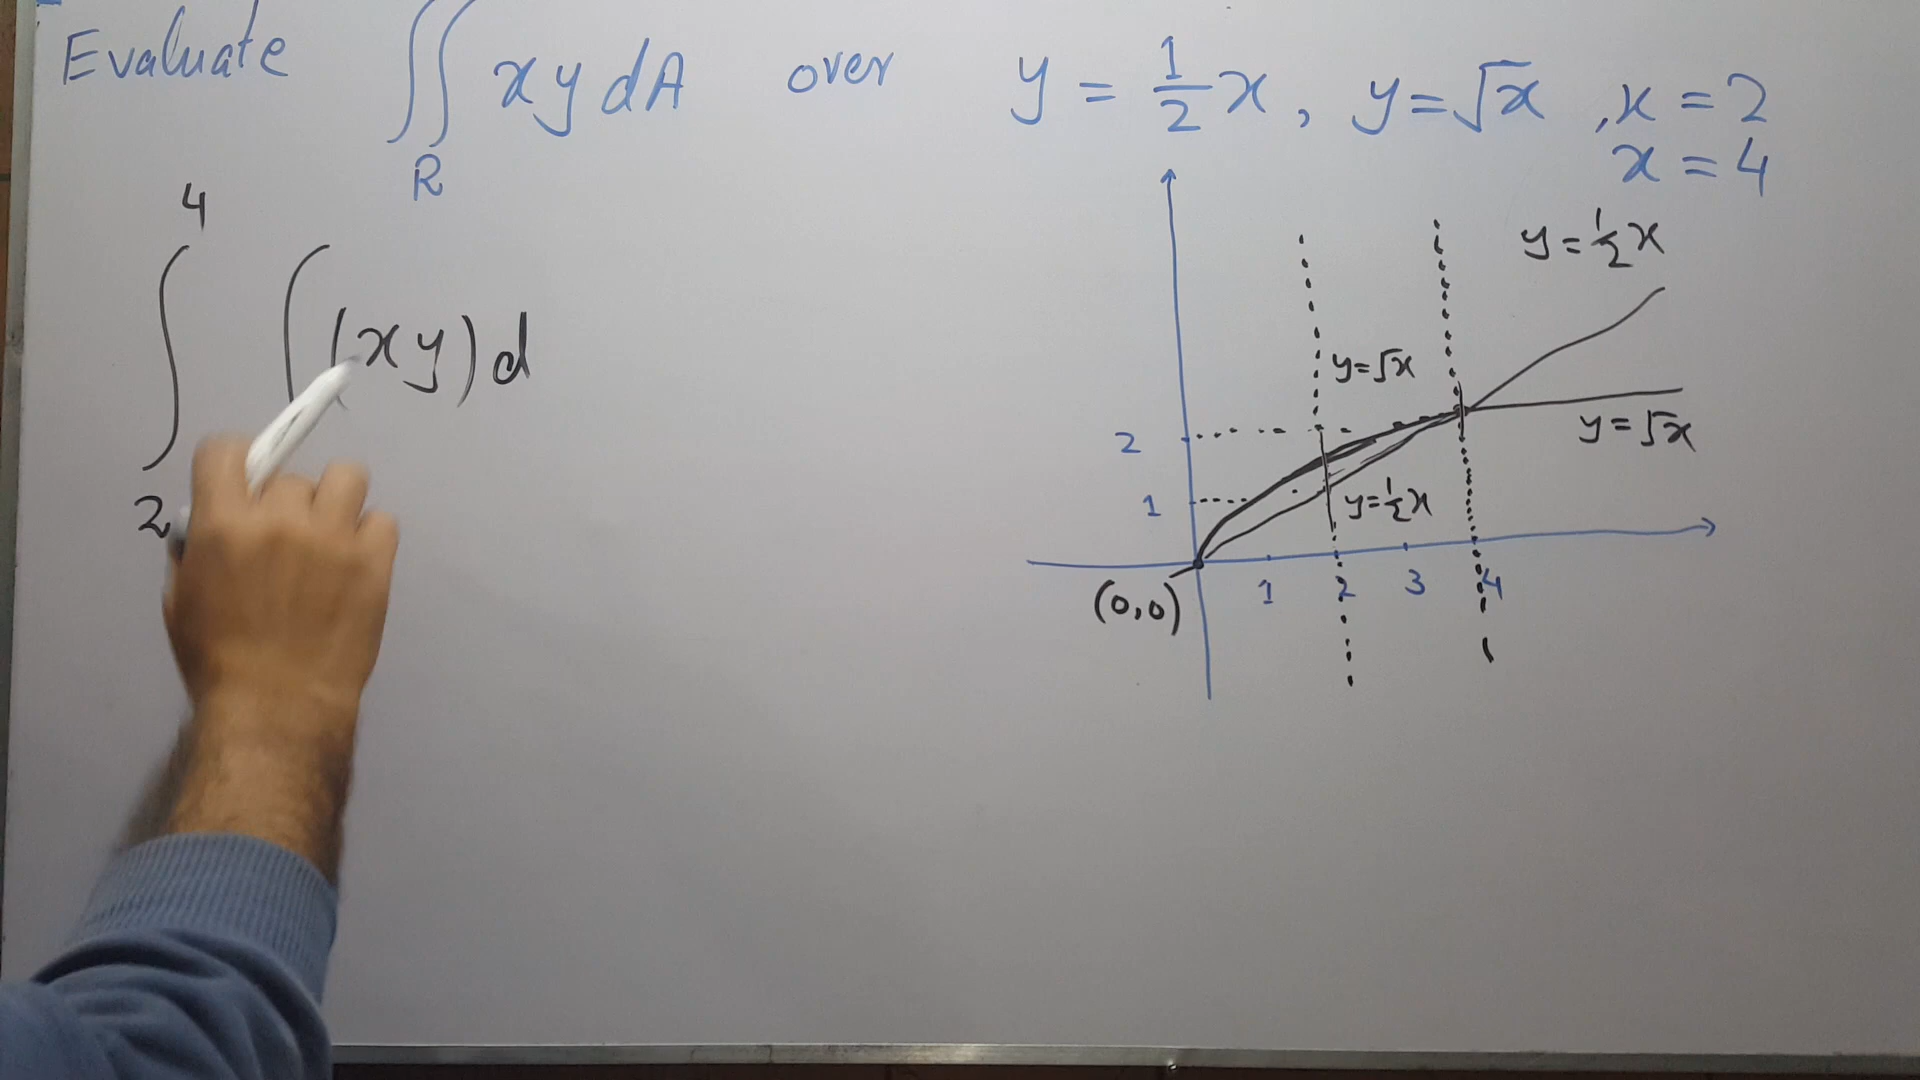 Evaluate ∬ xy dA over y = 1/2 x, y = √x, x = 2
R
x = 4
4
∫ ∫ (xy) d
2
y = 1/2 x
y = √x
y = √x
2
y = 1/2 x
1
1 2 3 4
(0,0)